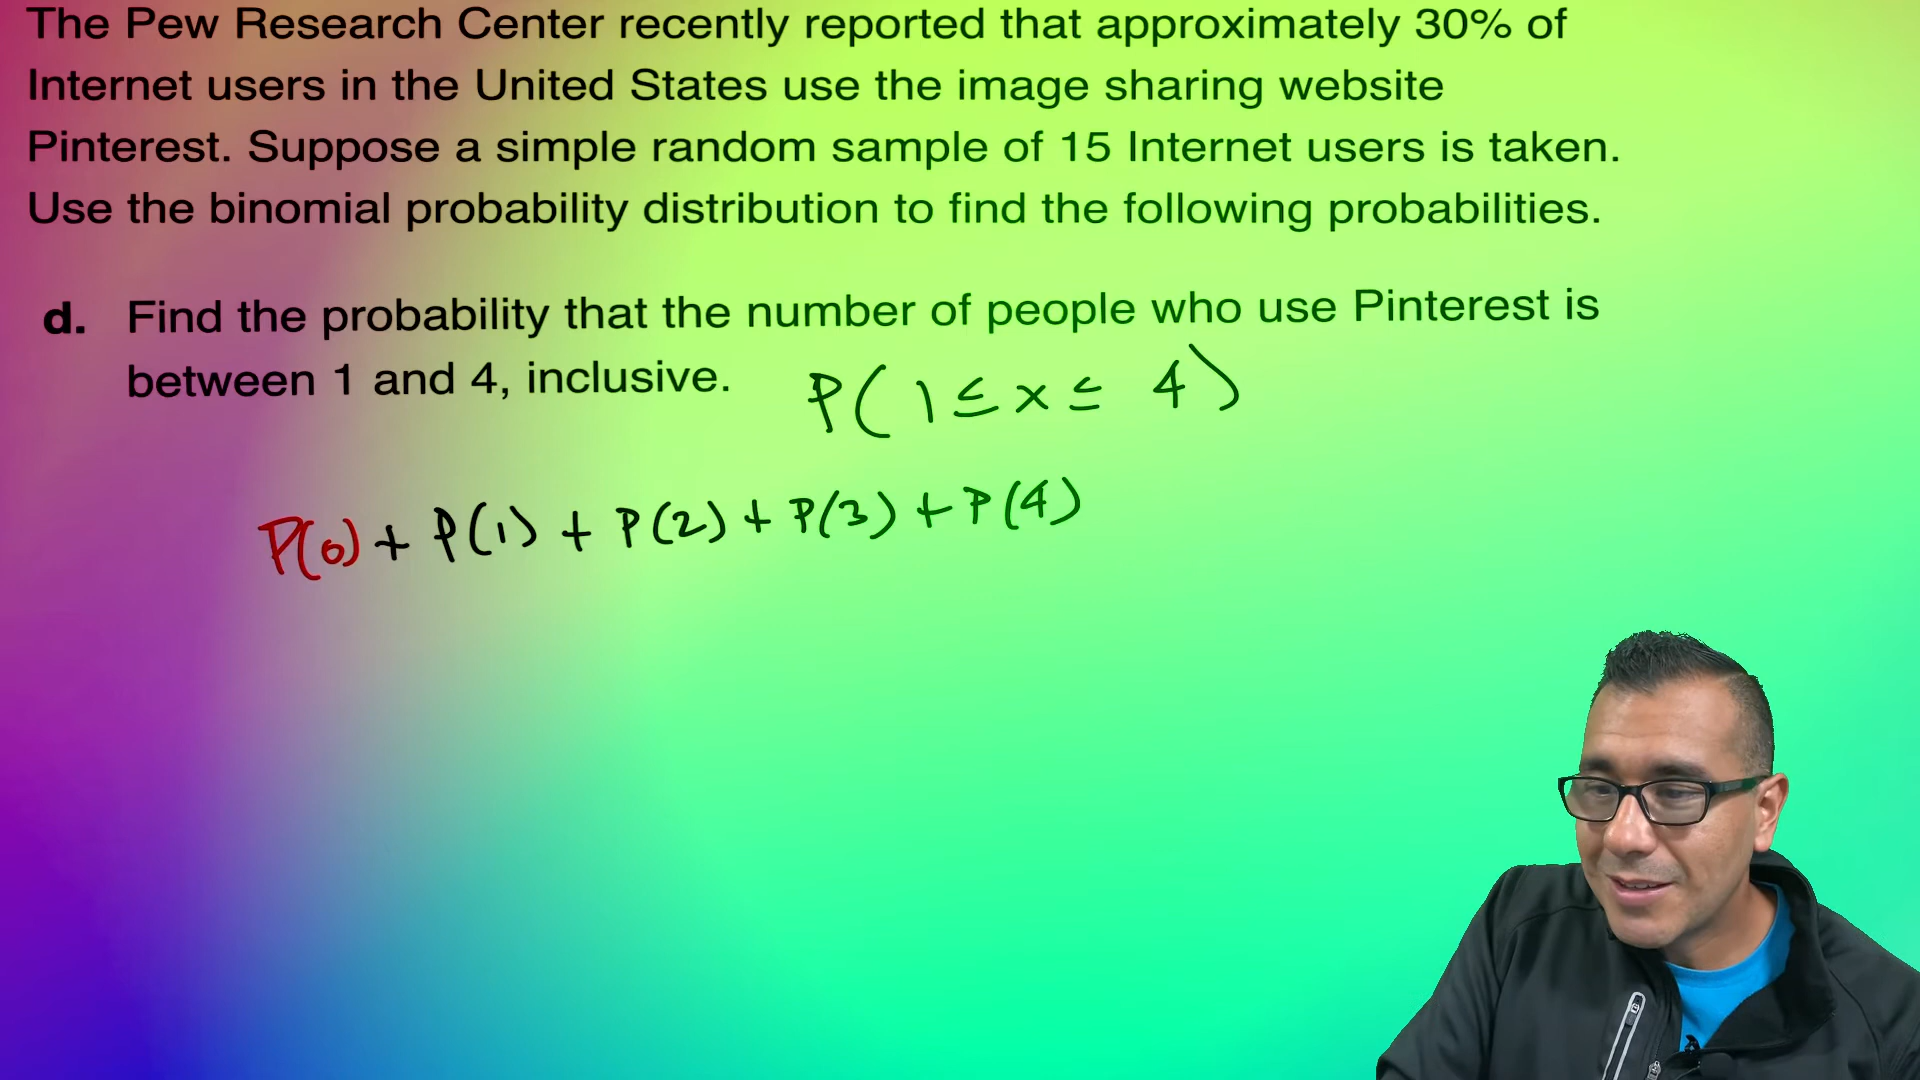 The Pew Research Center recently reported that approximately 30% of
Internet users in the United States use the image sharing website
Pinterest. Suppose a simple random sample of 15 Internet users is taken.
Use the binomial probability distribution to find the following probabilities.
d. Find the probability that the number of people who use Pinterest is
between 1 and 4, inclusive. P(1≤x≤4)
P(0) + P(1) + P(2) + P(3) + P(4)